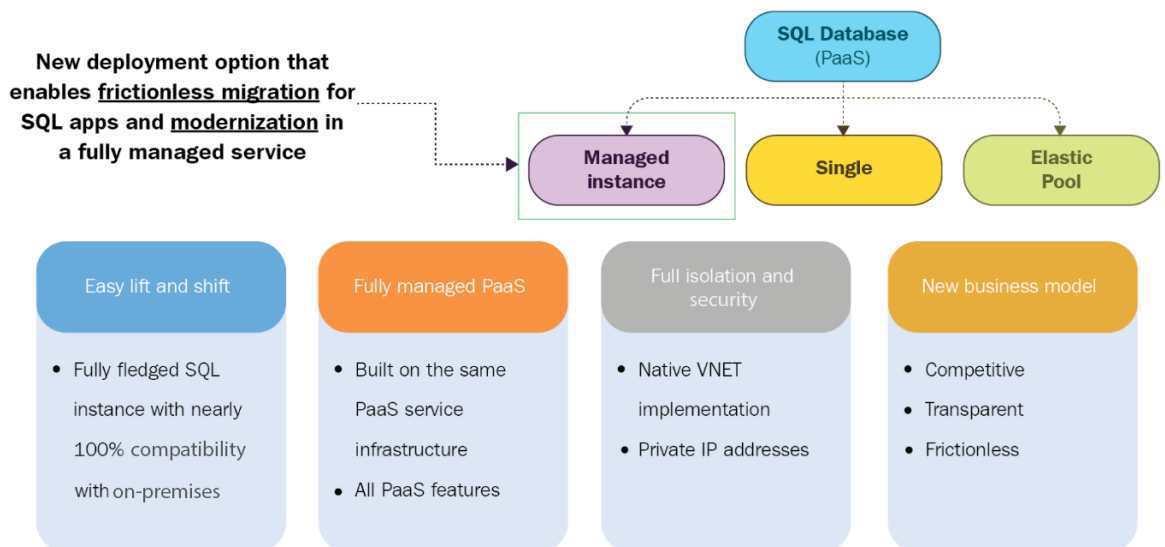 New deployment option that
enables frictionless migration for
SQL apps and modernization in
a fully managed service
SQL Database
(PaaS)
Managed
instance
Single
Elastic
Pool
Easy lift and shift
• Fully fledged SQL
instance with nearly
100% compatibility
with on-premises
Fully managed PaaS
• Built on the same
PaaS service
infrastructure
• All PaaS features
Full isolation and
security
• Native VNET
implementation
• Private IP addresses
New business model
• Competitive
• Transparent
• Frictionless